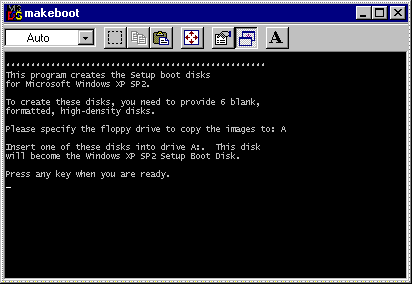 makeboot
Auto
A
**************************************************
This program creates the Setup boot disks
for Microsoft Windows XP SP2.
To create these disks, you need to provide 6 blank,
formatted, high-density disks.
Please specify the floppy drive to copy the images to: A
Insert one of these disks into drive A:.  This disk
will become the Windows XP SP2 Setup Boot Disk.
Press any key when you are ready.